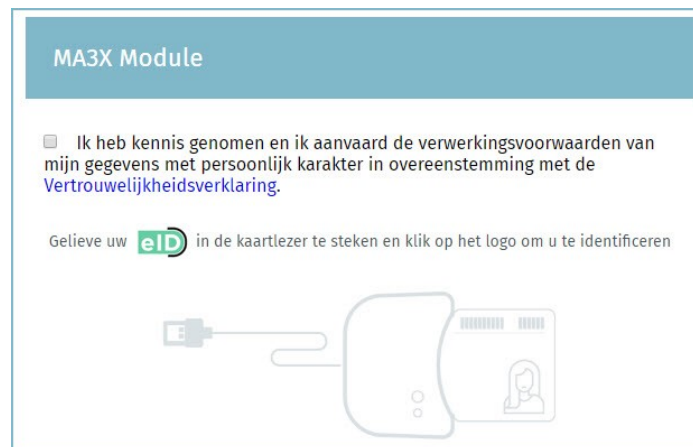 MA3X Module
Ik heb kennis genomen en ik aanvaard de verwerkingsvoorwaarden van
mijn gegevens met persoonlijk karakter in overeenstemming met de
Vertrouwelijkheidsverklaring.
Gelieve uw eID in de kaartlezer te steken en klik op het logo om u te identificeren